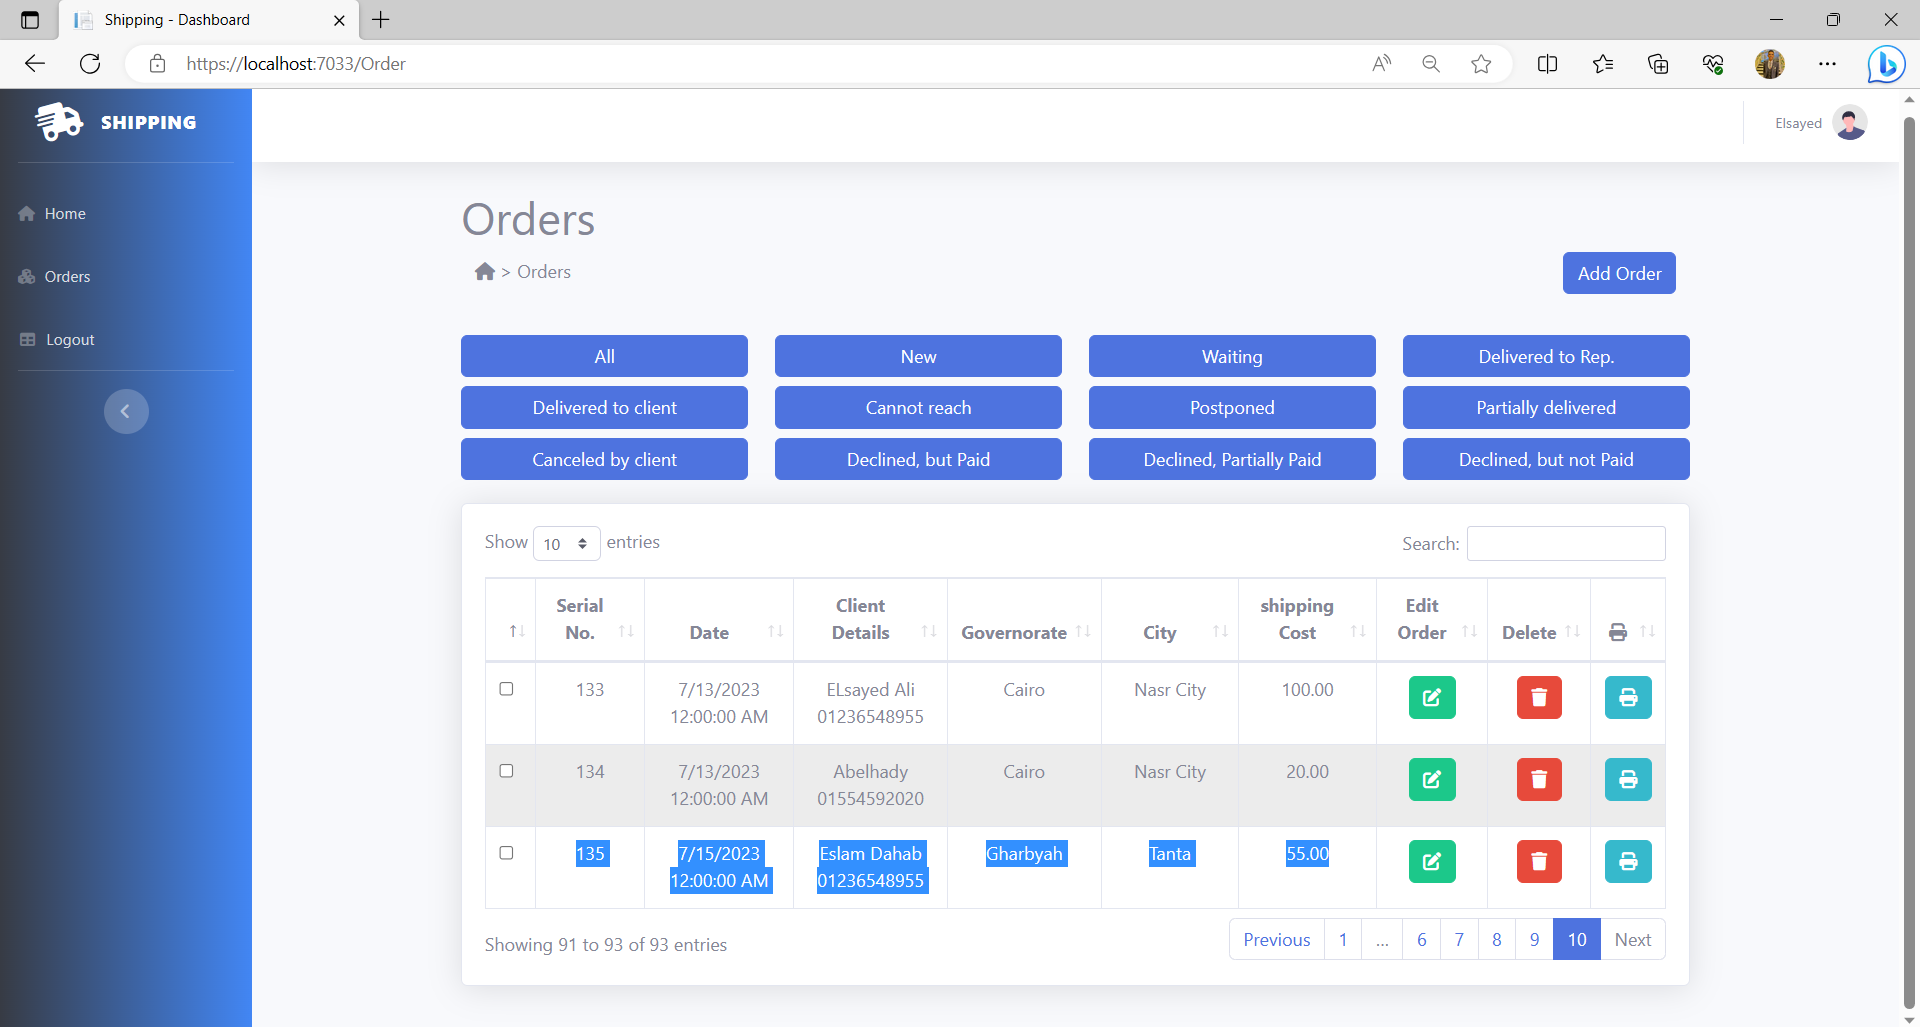 Shipping - Dashboard
https://localhost:7033/Order
SHIPPING
Elsayed
Home
Orders
Logout
Orders
> Orders
Add Order
All
New
Waiting
Delivered to Rep.
Delivered to client
Cannot reach
Postponed
Partially delivered
Canceled by client
Declined, but Paid
Declined, Partially Paid
Declined, but not Paid
Show 10 entries
Search:
Serial No.
Date
Client Details
Governorate
City
shipping Cost
Edit Order
Delete
133
7/13/2023 12:00:00 AM
ELsayed Ali 01236548955
Cairo
Nasr City
100.00
134
7/13/2023 12:00:00 AM
Abelhady 01554592020
Cairo
Nasr City
20.00
135
7/15/2023 12:00:00 AM
Eslam Dahab 01236548955
Gharbyah
Tanta
55.00
Showing 91 to 93 of 93 entries
Previous 1 ... 6 7 8 9 10 Next